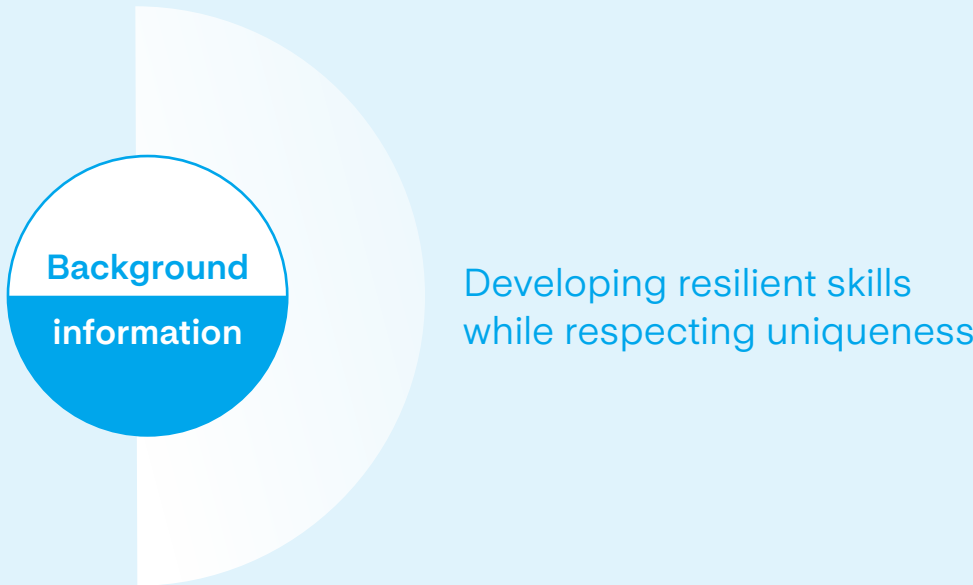 Background
information
Developing resilient skills
while respecting uniqueness